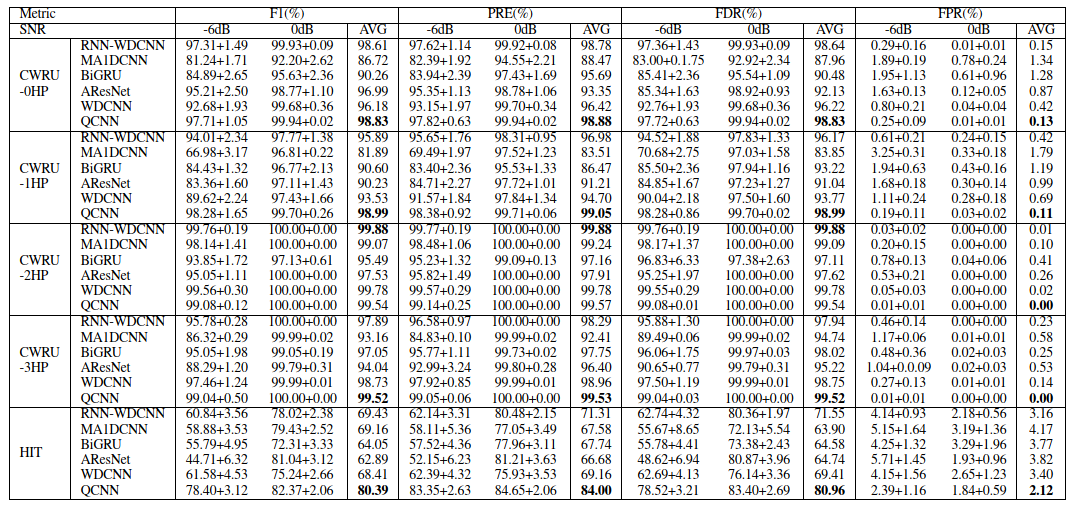 Metric F1(%) PRE(%) FDR(%) FPR(%)
SNR -6dB 0dB AVG -6dB 0dB AVG -6dB 0dB AVG -6dB 0dB AVG
CWRU -0HP
RNN-WDCNN 97.31+1.49 99.93+0.09 98.61 97.62+1.14 99.92+0.08 98.78 97.36+1.43 99.93+0.09 98.64 0.29+0.16 0.01+0.01 0.15
MA1DCNN 81.24+1.71 92.20+2.62 86.72 82.39+1.92 94.55+2.21 88.47 83.00+0.1.75 92.92+2.34 87.96 1.89+0.19 0.78+0.24 1.34
BiGRU 84.89+2.65 95.63+2.36 90.26 83.94+2.39 97.43+1.69 95.69 85.41+2.36 95.54+1.09 90.48 1.95+1.13 0.61+0.96 1.28
AResNet 95.21+2.50 98.77+1.10 96.99 95.35+1.13 98.78+1.06 93.35 85.34+1.63 98.92+0.93 92.13 1.63+0.13 0.12+0.05 0.87
WDCNN 92.68+1.93 99.68+0.36 96.18 93.15+1.97 99.70+0.34 96.42 92.76+1.93 99.68+0.36 96.22 0.80+0.21 0.04+0.04 0.42
QCNN 97.71+1.05 99.94+0.02 98.83 97.82+0.63 99.94+0.02 98.88 97.72+0.63 99.94+0.02 98.83 0.25+0.09 0.01+0.01 0.13
CWRU -1HP
RNN-WDCNN 94.01+2.34 97.77+1.38 95.89 95.65+1.76 98.31+0.95 96.98 94.52+1.88 97.83+1.33 96.17 0.61+0.21 0.24+0.15 0.42
MA1DCNN 66.98+3.17 96.81+0.22 81.89 69.49+1.97 97.52+1.23 83.51 70.68+2.75 97.03+1.58 83.85 3.25+0.31 0.33+0.18 1.79
BiGRU 84.43+1.32 96.77+2.13 90.60 83.40+2.36 95.53+1.33 86.47 85.50+2.36 97.94+1.16 93.22 1.94+0.63 0.43+0.16 1.19
AResNet 83.36+1.60 97.11+1.43 90.23 84.71+2.27 97.72+1.01 91.21 84.85+1.67 97.23+1.27 91.04 1.68+0.18 0.30+0.14 0.99
WDCNN 89.62+2.24 97.43+1.66 93.53 91.57+1.84 97.84+1.34 94.70 90.04+2.18 97.50+1.60 93.77 1.11+0.24 0.28+0.18 0.69
QCNN 98.28+1.65 99.70+0.26 98.99 98.38+0.92 99.71+0.06 99.05 98.28+0.86 99.70+0.02 98.99 0.19+0.11 0.03+0.02 0.11
CWRU -2HP
RNN-WDCNN 99.76+0.19 100.00+0.00 99.88 99.77+0.19 100.00+0.00 99.88 99.76+0.19 100.00+0.00 99.88 0.03+0.02 0.00+0.00 0.01
MA1DCNN 98.14+1.41 100.00+0.00 99.07 98.48+1.06 100.00+0.00 99.24 98.17+1.37 100.00+0.00 99.09 0.20+0.15 0.00+0.00 0.10
BiGRU 93.85+1.72 97.13+0.61 95.49 95.23+1.32 99.09+0.13 97.16 96.83+6.33 97.38+2.63 97.11 0.78+0.13 0.04+0.06 0.41
AResNet 95.05+1.11 100.00+0.00 97.53 95.82+1.49 100.00+0.00 97.91 95.25+1.97 100.00+0.00 97.62 0.53+0.21 0.00+0.00 0.26
WDCNN 99.56+0.30 100.00+0.00 99.78 99.57+0.29 100.00+0.00 99.78 99.55+0.29 100.00+0.00 99.78 0.05+0.03 0.00+0.00 0.02
QCNN 99.08+0.12 100.00+0.00 99.54 99.14+0.25 100.00+0.00 99.57 99.08+0.01 100.00+0.00 99.54 0.01+0.01 0.00+0.00 0.00
CWRU -3HP
RNN-WDCNN 95.78+0.28 100.00+0.00 97.89 96.58+0.97 100.00+0.00 98.29 95.88+1.30 100.00+0.00 97.94 0.46+0.14 0.00+0.00 0.23
MA1DCNN 86.32+0.29 99.99+0.02 93.16 84.83+0.10 99.99+0.02 92.41 89.49+0.06 99.99+0.02 94.74 1.17+0.06 0.01+0.01 0.58
BiGRU 95.05+1.98 99.05+0.19 97.05 95.77+1.11 99.73+0.02 97.75 96.06+1.75 99.97+0.03 98.02 0.48+0.36 0.02+0.03 0.25
AResNet 88.29+1.20 99.79+0.31 94.04 92.99+3.24 99.80+0.28 96.40 90.65+0.77 99.79+0.31 95.22 1.04+0.0.09 0.02+0.03 0.53
WDCNN 97.46+1.24 99.99+0.01 98.73 97.92+0.85 99.99+0.01 98.96 97.50+1.19 99.99+0.01 98.75 0.27+0.13 0.01+0.01 0.14
QCNN 99.04+0.50 100.00+0.00 99.52 99.05+0.06 100.00+0.00 99.53 99.04+0.03 100.00+0.00 99.52 0.01+0.01 0.00+0.00 0.00
HIT
RNN-WDCNN 60.84+3.56 78.02+2.38 69.43 62.14+3.31 80.48+2.15 71.31 62.74+4.32 80.36+1.97 71.55 4.14+0.93 2.18+0.56 3.16
MA1DCNN 58.88+3.53 79.43+2.52 69.16 58.11+5.36 77.05+3.49 67.58 55.67+8.65 72.13+5.54 63.90 5.15+1.64 3.19+1.36 4.17
BiGRU 55.79+4.95 72.31+3.33 64.05 57.52+4.36 77.96+3.11 67.74 55.78+4.41 73.38+2.43 64.58 4.25+1.32 3.29+1.96 3.77
AResNet 44.71+6.32 81.04+3.12 62.89 52.15+6.23 81.21+3.63 66.68 48.62+6.94 80.87+3.96 64.74 5.71+1.45 1.93+0.96 3.82
WDCNN 61.58+4.53 75.24+2.66 68.41 62.39+4.32 75.93+3.53 69.16 62.69+4.13 76.14+3.36 69.41 4.15+1.56 2.65+1.23 3.40
QCNN 78.40+3.12 82.37+2.06 80.39 83.35+2.63 84.65+2.06 84.00 78.52+3.21 83.40+2.69 80.96 2.39+1.16 1.84+0.59 2.12